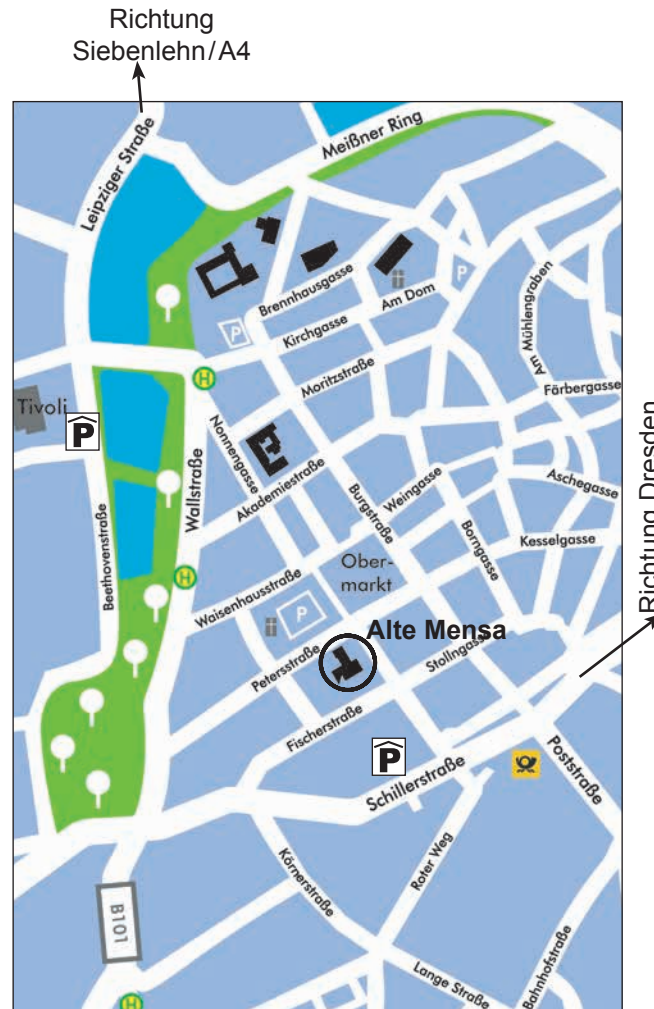 Richtung
Siebenlehn/A4
Leipziger Straße
Meißner Ring
Brennhausgasse
Am Dom
P
Am Mühlengraben
P
Kirchgasse
H
Moritzstraße
Färbergasse
Tivoli
P
Nonnengasse
Wallstraße
Akademiestraße
Burgstraße
Weingasse
Aschegasse
Richtung Dresden
Borngasse
Kesselgasse
Beethovenstraße
H
Ober-
markt
Waisenhausstraße
P
Alte Mensa
Petersstraße
Stollngasse
Fischerstraße
P
Schillerstraße
Poststraße
Körnerstraße
Roter Weg
B101
Lange Straße
Bahnhofstraße
H